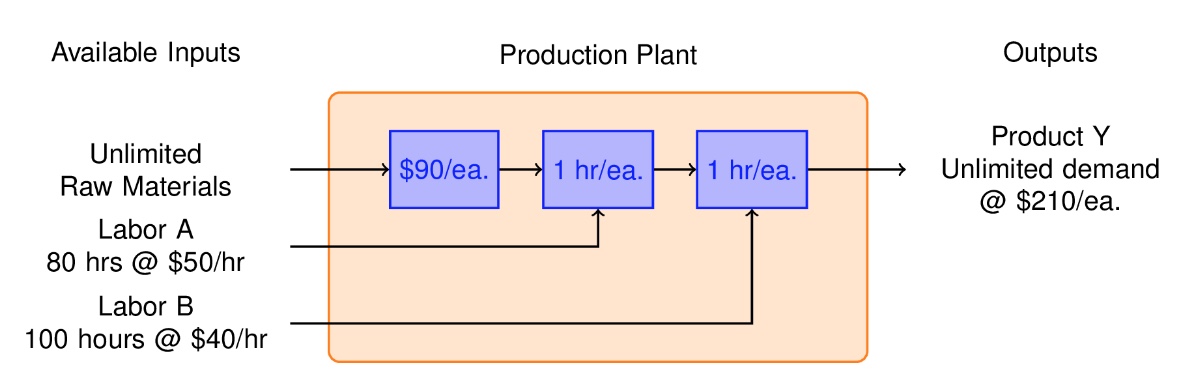 Available Inputs
Production Plant
Outputs
Unlimited
Raw Materials
Labor A
80 hrs @ $50/hr
Labor B
100 hours @ $40/hr
$90/ea.
1 hr/ea.
1 hr/ea.
Product Y
Unlimited demand
@ $210/ea.